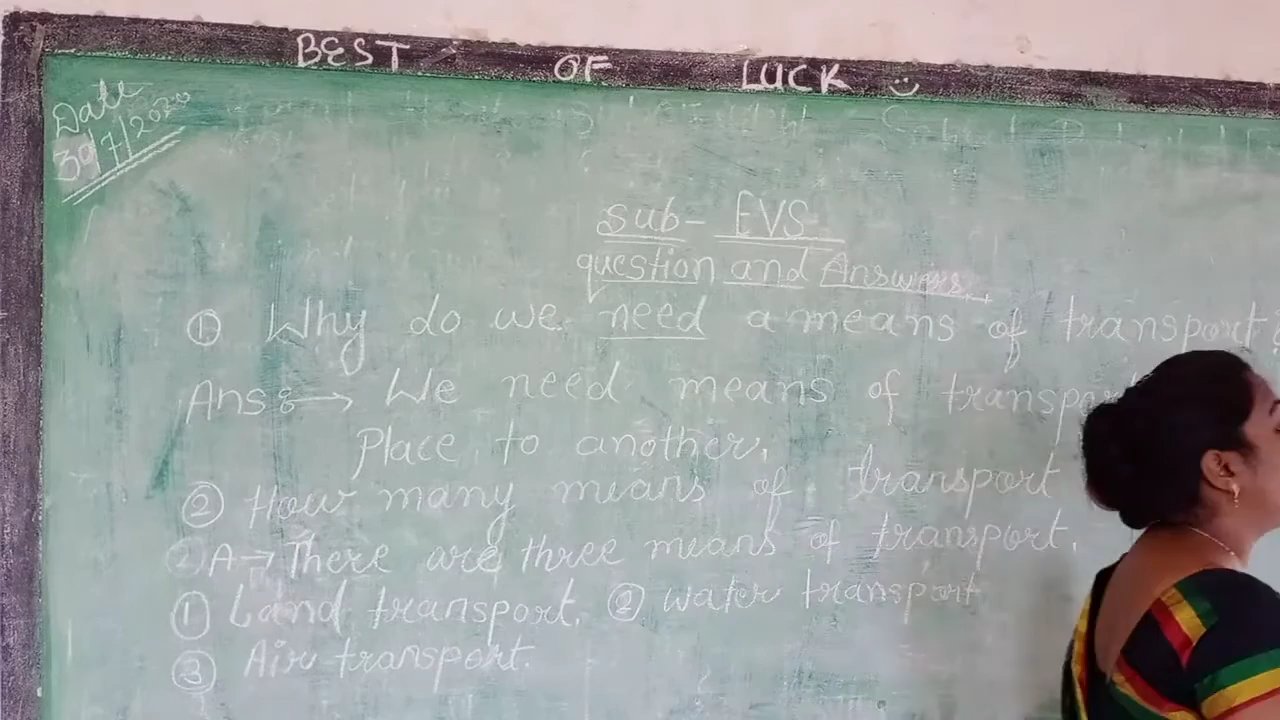 BEST OF LUCK
Date
30/7/2020
Sub- EVS
question and Answers.
① Why do we need a means of transport
Ans:→ We need means of
Place to another.
② How many means of transport
A→ There are three means of transport.
① Land transport. ② water transport
③ Air transport.